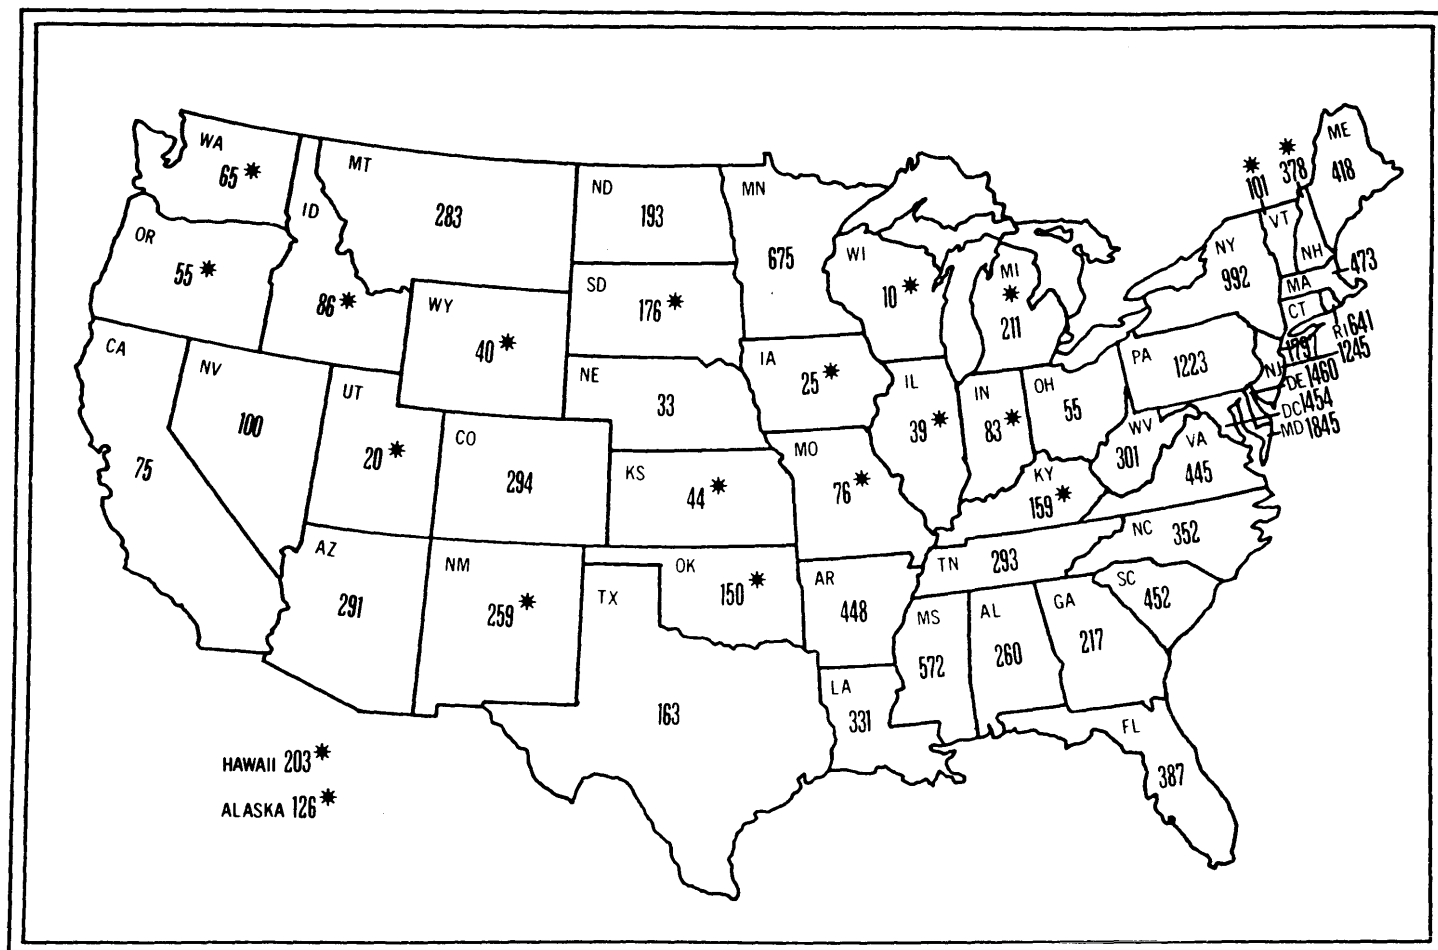 WA
65 *
MT
283
ND
193
MN
675
ID
86 *
OR
55 *
WY
40 *
SD
176 *
WI
10 *
MI
*
211
NY
992
* 101
VT
* 378
NH
ME
418
473
MA
CT
RI 641
1245
1797
NJ
DE 1460
DC 1454
MD 1845
PA
1223
CA
75
NV
100
UT
20 *
CO
294
NE
33
IA
25 *
IL
39 *
IN
83 *
OH
55
WV
301
VA
445
KS
44 *
MO
76 *
KY
159 *
AZ
291
NM
259 *
TX
163
OK
150 *
AR
448
TN
293
NC
352
SC
452
MS
572
AL
260
GA
217
LA
331
FL
387
HAWAII 203 *
ALASKA 126 *